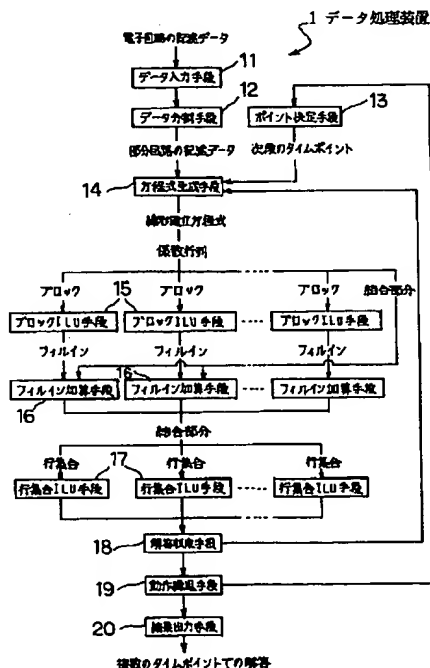 1 データ処理装置
電子回路の記述データ
11
データ入力手段
12
13
データ分割手段
ポイント決定手段
部分回路の記述データ
次段のタイムポイント
14
方程式生成手段
線形連立方程式
係数行列
ブロック
ブロック
ブロック
結合部分
15
ブロックILU手段
ブロックILU手段
ブロックILU手段
フィルイン
フィルイン
フィルイン
フィルイン加算手段
フィルイン加算手段
フィルイン加算手段
16
16
結合部分
行集合
行集合
行集合
17
行集合ILU手段
行集合ILU手段
行集合ILU手段
18
解答収束手段
19
動作確認手段
20
結果出力手段
複数のタイムポイントでの解答